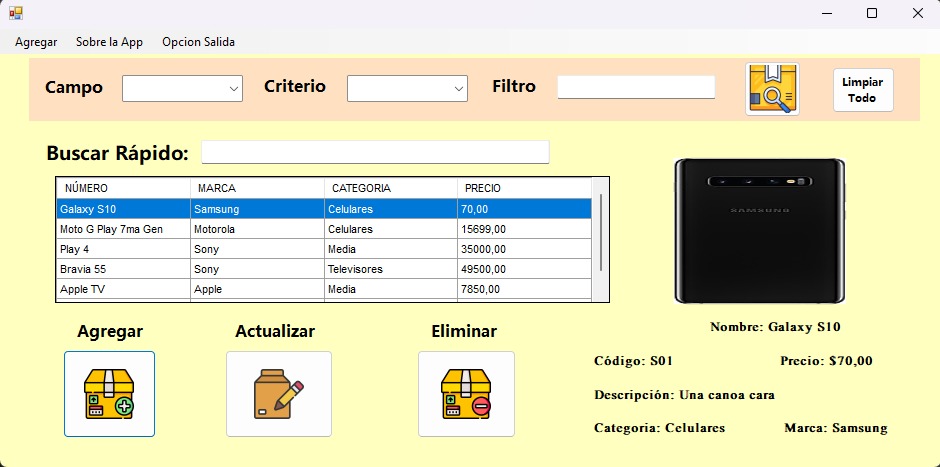 Agregar Sobre la App Opcion Salida
Campo Criterio Filtro Limpiar Todo
Buscar Rápido:
NÚMERO MARCA CATEGORIA PRECIO
Galaxy S10 Samsung Celulares 70,00
Moto G Play 7ma Gen Motorola Celulares 15699,00
Play 4 Sony Media 35000,00
Bravia 55 Sony Televisores 49500,00
Apple TV Apple Media 7850,00
SAMSUNG
Agregar Actualizar Eliminar
Nombre: Galaxy S10
Código: S01 Precio: $70,00
Descripción: Una canoa cara
Categoria: Celulares Marca: Samsung